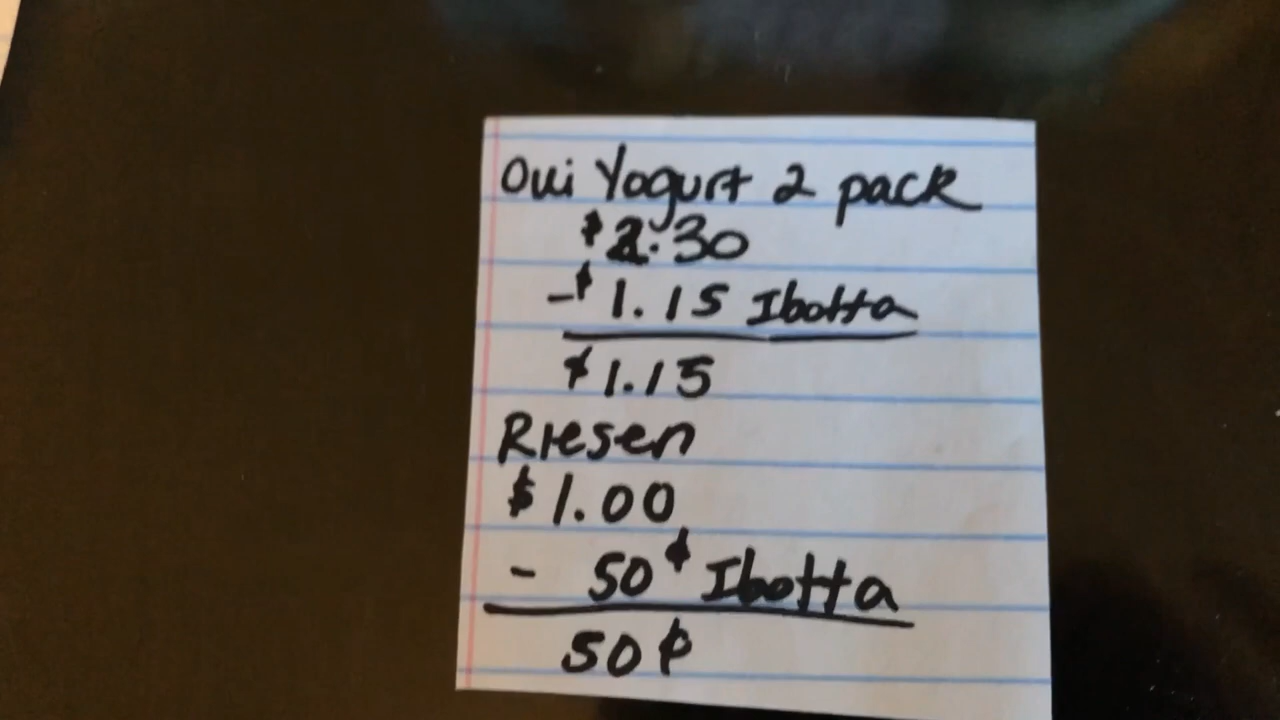 Oui Yogurt 2 pack
$2.30
-$1.15 Ibotta
$1.15
Riesen
$1.00
- 50¢ Ibotta
50¢